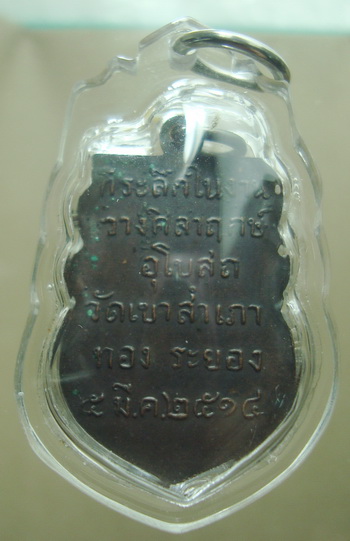 ที่ระลึกในงาน
วางศิลาฤกษ์
อุโบสถ
วัดเขาสำเภา
ทอง ระยอง
๕ มี.ค.๒๕๑๔